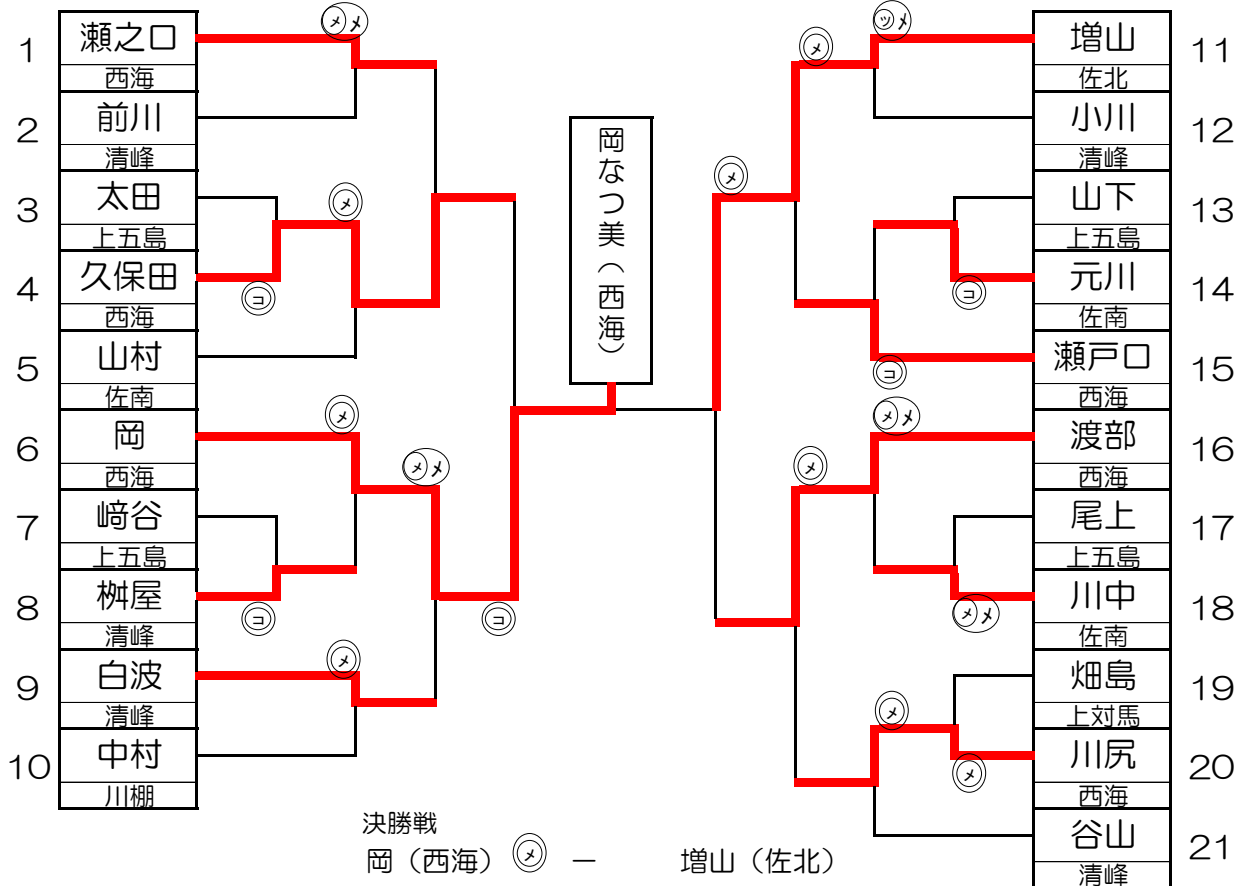 1
瀬之口
西海
2
前川
清峰
3
太田
上五島
4
久保田
西海
5
山村
佐南
6
岡
西海
7
﨑谷
上五島
8
桝屋
清峰
9
白波
清峰
10
中村
川棚
メメ
メ
コ
メ
コ
メ
メメ
コ
岡なつ美(西海)
メ
メ
ツメ
コ
コ
メメ
メ
メメ
メ
メ
増山
佐北
11
小川
清峰
12
山下
上五島
13
元川
佐南
14
瀬戸口
西海
15
渡部
西海
16
尾上
上五島
17
川中
佐南
18
畑島
上対馬
19
川尻
西海
20
谷山
清峰
21
決勝戦
岡(西海) メ － 増山(佐北)